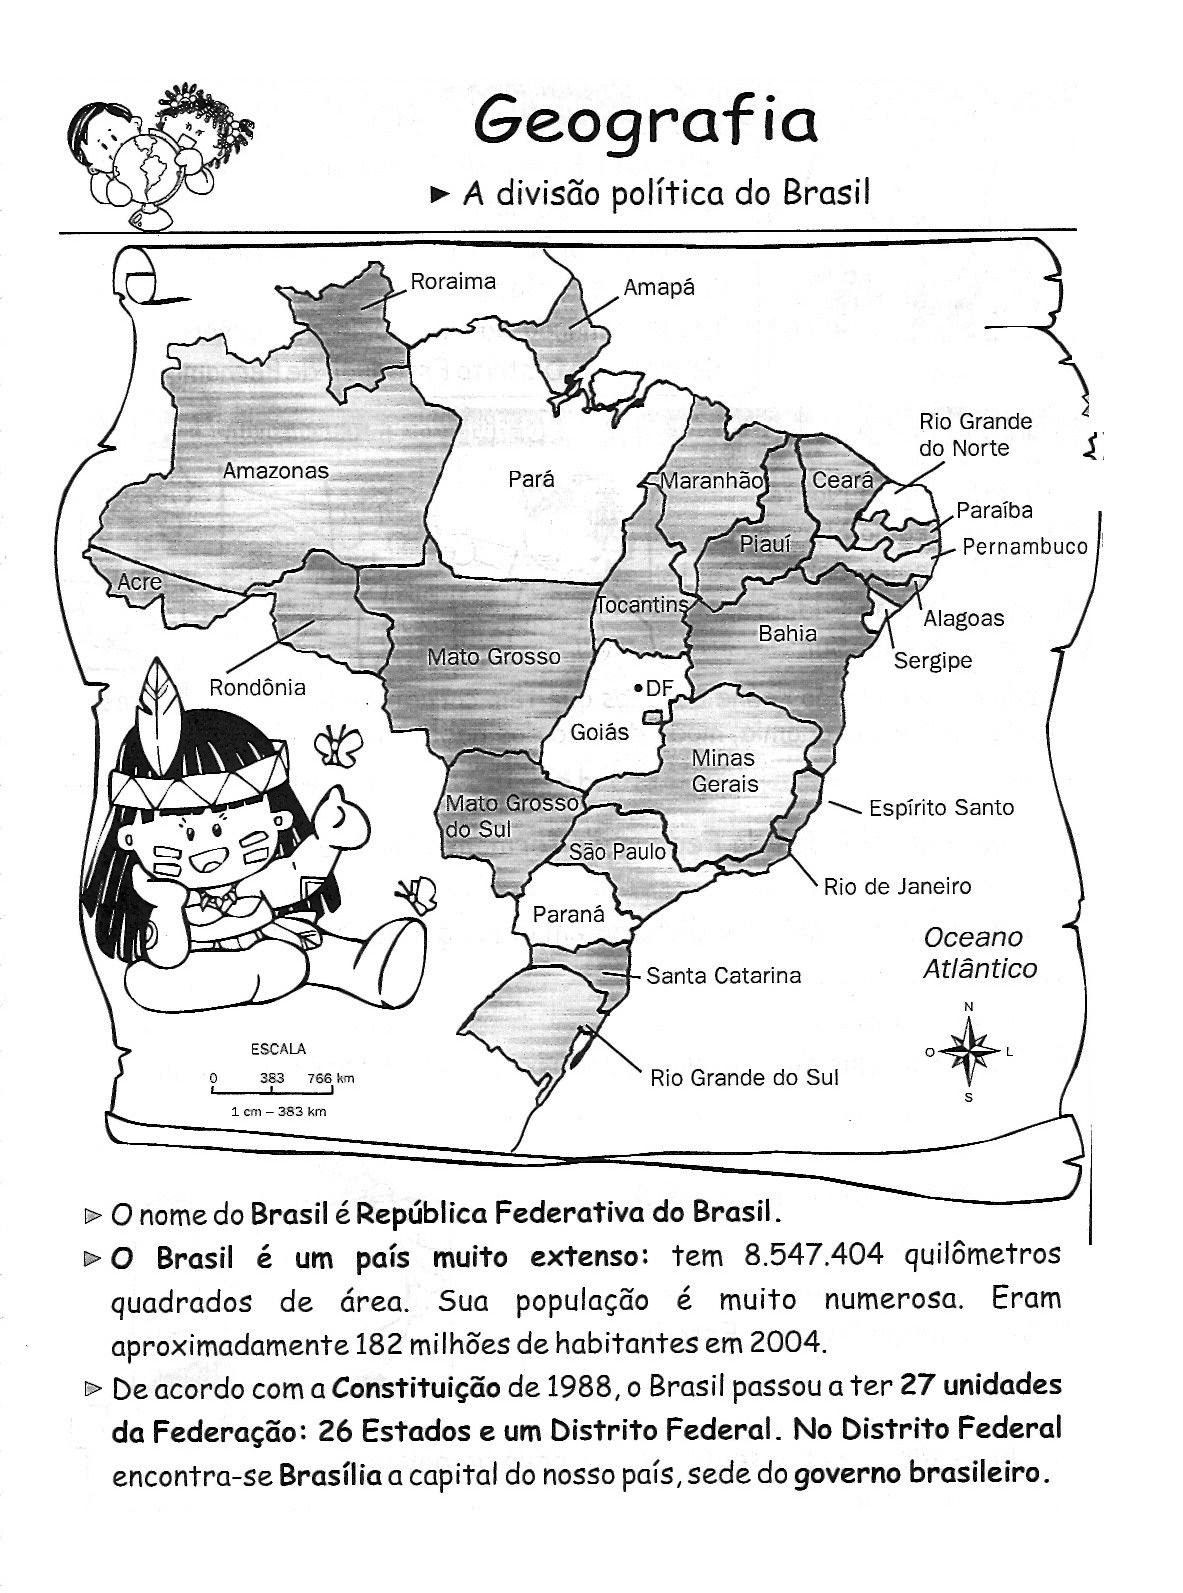 Geografia
► A divisão política do Brasil
Roraima
Amapá
Rio Grande
do Norte
Amazonas
Pará
Maranhão
Ceará
Paraíba
Piauí
Pernambuco
Acre
Tocantins
Bahia
Alagoas
Mato Grosso
Sergipe
Rondônia
•DF
Goiás
Minas
Gerais
Mato Grosso
do Sul
Espírito Santo
São Paulo
Rio de Janeiro
Paraná
Oceano
Atlântico
Santa Catarina
N
O
L
S
ESCALA
0 383 766 km
1 cm – 383 km
Rio Grande do Sul
O nome do Brasil é República Federativa do Brasil.
O Brasil é um país muito extenso: tem 8.547.404 quilômetros
quadrados de área. Sua população é muito numerosa. Eram
aproximadamente 182 milhões de habitantes em 2004.
De acordo com a Constituição de 1988, o Brasil passou a ter 27 unidades
da Federação: 26 Estados e um Distrito Federal. No Distrito Federal
encontra-se Brasília a capital do nosso país, sede do governo brasileiro.